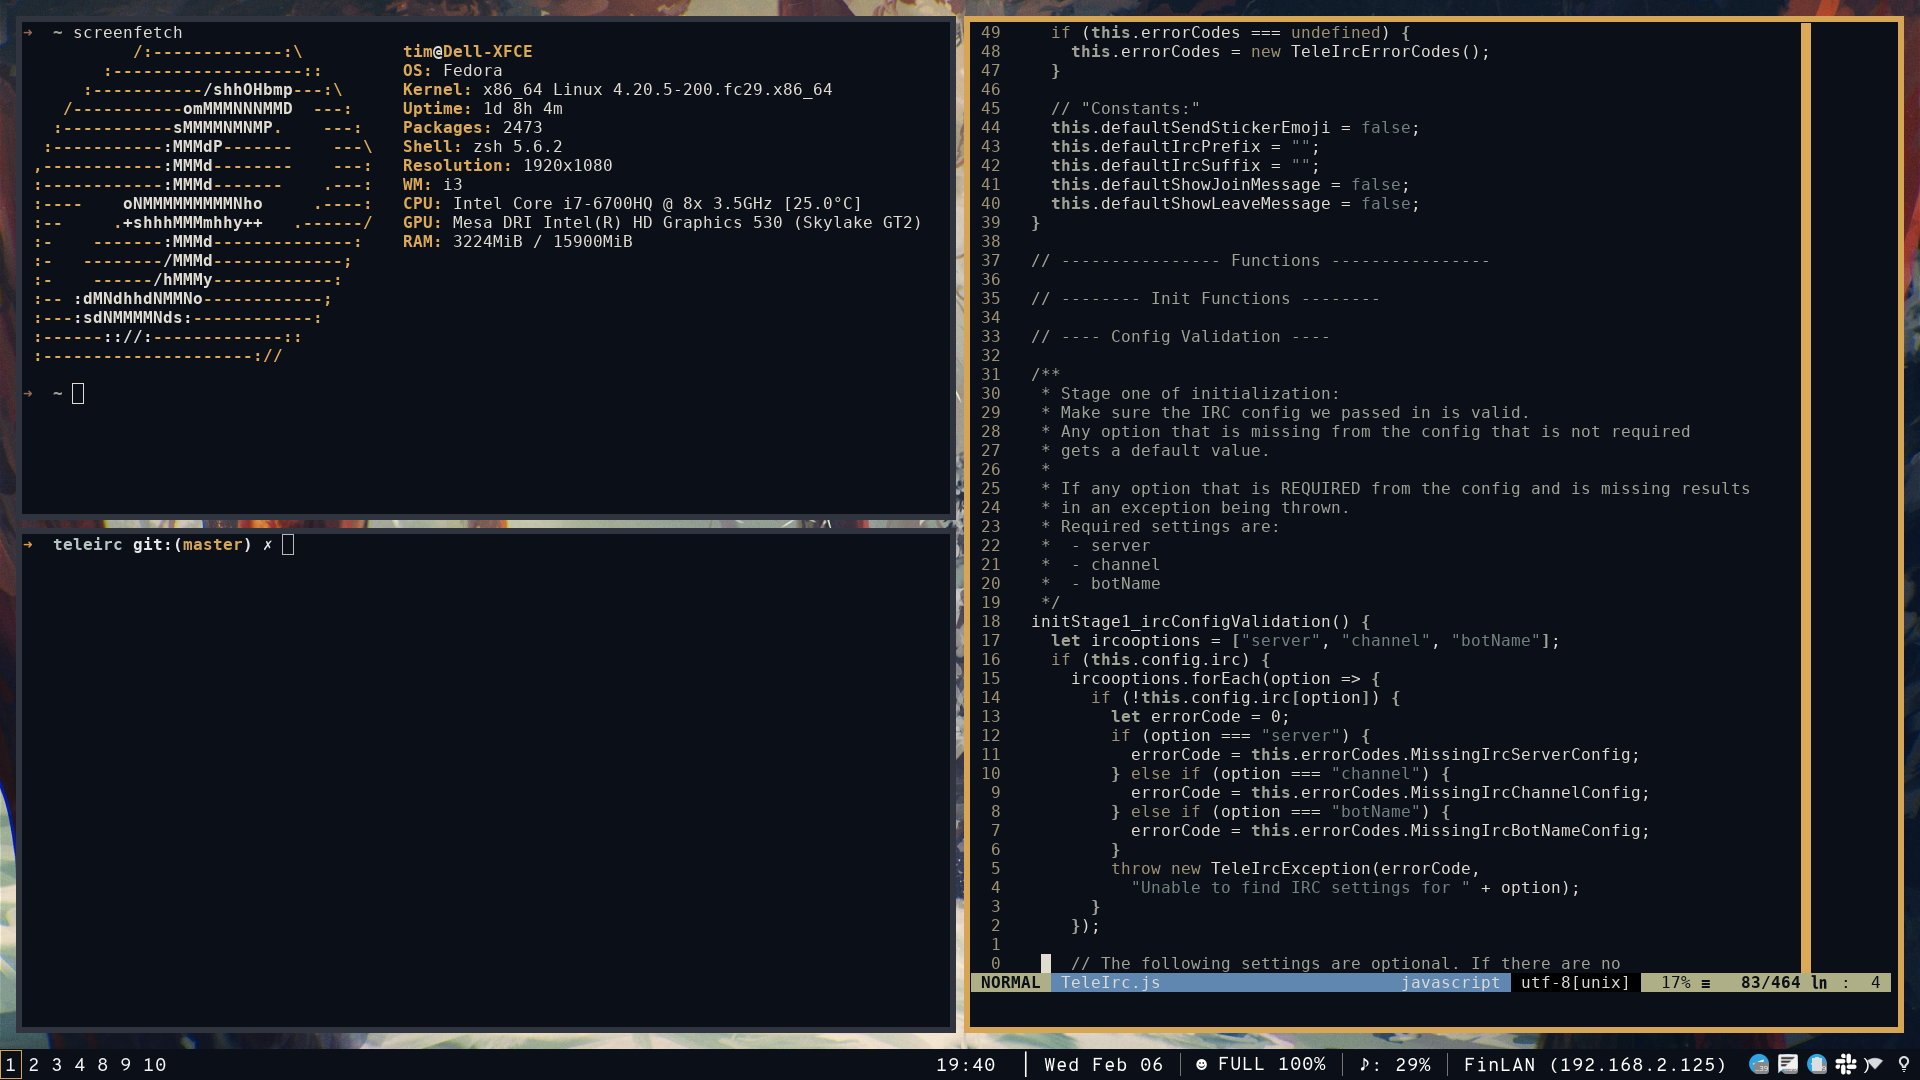 ➜  ~ screenfetch
           /:-------------:\          tim@Dell-XFCE
        :-------------------::        OS: Fedora
      :-----------/shhOHbmp---:\      Kernel: x86_64 Linux 4.20.5-200.fc29.x86_64
    /-----------omMMMNNNMMD  ---:     Uptime: 1d 8h 4m
   :-----------sMMMMNMNMP.    ---:    Packages: 2473
  :-----------:MMMdP-------    ---\   Shell: zsh 5.6.2
 ,------------:MMMd--------    ---:   Resolution: 1920x1080
 :------------:MMMd-------    .---:   WM: i3
 :----    oNMMMMMMMMMNho     .----:   CPU: Intel Core i7-6700HQ @ 8x 3.5GHz [25.0°C]
 :--     .+shhhMMMmhhy++   .------/   GPU: Mesa DRI Intel(R) HD Graphics 530 (Skylake GT2)
 :-    -------:MMMd--------------:    RAM: 3224MiB / 15900MiB
 :-   --------/MMMd-------------;
 :-    ------/hMMMy------------:
 :-- :dMNdhhdNMMNo------------;
 :---:sdNMMMMNds:------------:
 :------:://:-------------::
 :---------------------://
➜  ~
➜  teleirc git:(master) ✗
49     if (this.errorCodes === undefined) {
48       this.errorCodes = new TeleIrcErrorCodes();
47     }
46
45     // "Constants:"
44     this.defaultSendStickerEmoji = false;
43     this.defaultIrcPrefix = "";
42     this.defaultIrcSuffix = "";
41     this.defaultShowJoinMessage = false;
40     this.defaultShowLeaveMessage = false;
39   }
38
37   // ---------------- Functions ----------------
36
35   // -------- Init Functions --------
34
33   // ---- Config Validation ----
32
31   /**
30    * Stage one of initialization:
29    * Make sure the IRC config we passed in is valid.
28    * Any option that is missing from the config that is not required
27    * gets a default value.
26    *
25    * If any option that is REQUIRED from the config and is missing results
24    * in an exception being thrown.
23    * Required settings are:
22    *  - server
21    *  - channel
20    *  - botName
19    */
18   initStage1_ircConfigValidation() {
17     let ircooptions = ["server", "channel", "botName"];
16     if (this.config.irc) {
15       ircooptions.forEach(option => {
14         if (!this.config.irc[option]) {
13           let errorCode = 0;
12           if (option === "server") {
11             errorCode = this.errorCodes.MissingIrcServerConfig;
10           } else if (option === "channel") {
 9             errorCode = this.errorCodes.MissingIrcChannelConfig;
 8           } else if (option === "botName") {
 7             errorCode = this.errorCodes.MissingIrcBotNameConfig;
 6           }
 5           throw new TeleIrcException(errorCode,
 4             "Unable to find IRC settings for " + option);
 3         }
 2       });
 1
 0       // The following settings are optional. If there are no
NORMAL  TeleIrc.js  javascript  utf-8[unix]  17% ≡  83/464 ln :  4
1 2 3 4 8 9 10  19:40 | Wed Feb 06 | ☻ FULL 100% | ♪: 29% | FinLAN (192.168.2.125)